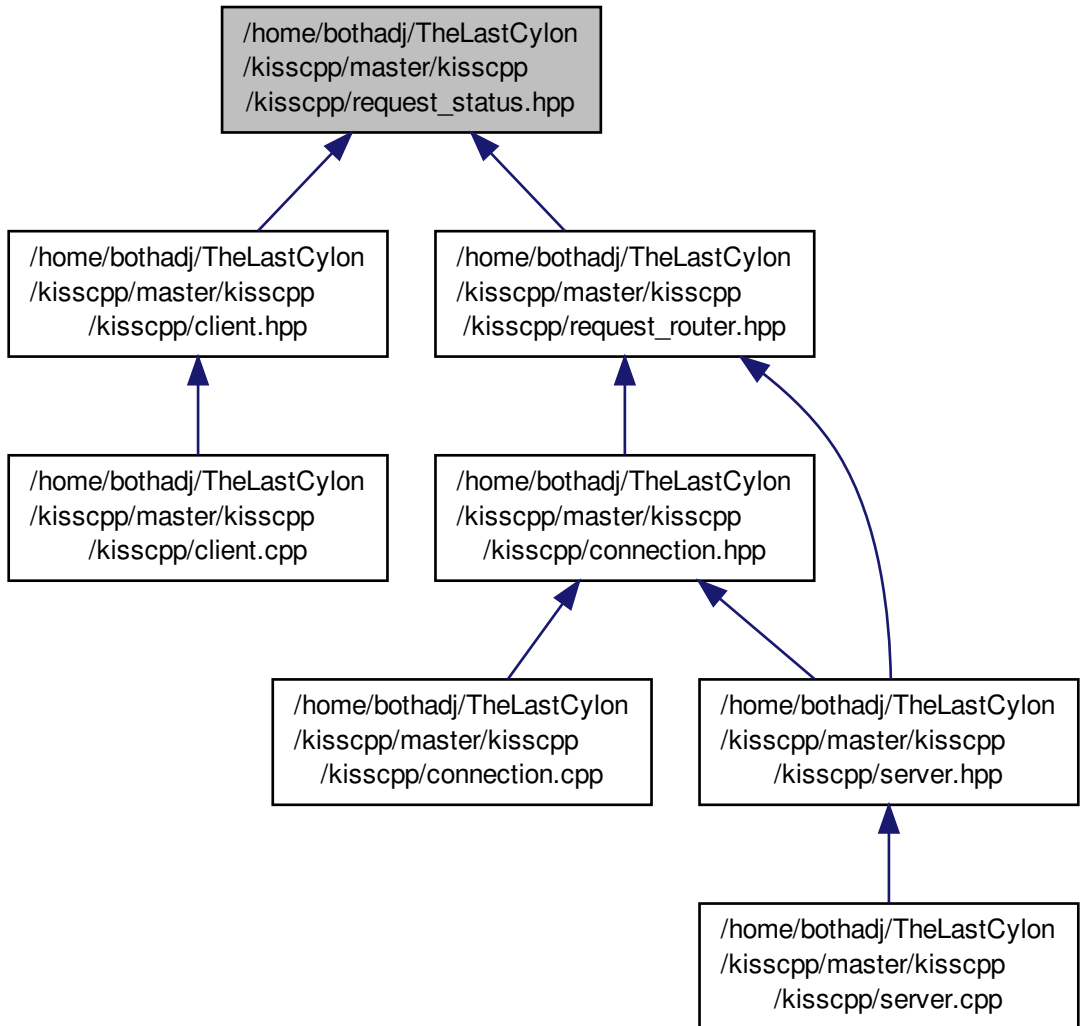 /home/bothadj/TheLastCylon
/kisscpp/master/kisscpp
/kisscpp/request_status.hpp
/home/bothadj/TheLastCylon
/kisscpp/master/kisscpp
/kisscpp/client.hpp
/home/bothadj/TheLastCylon
/kisscpp/master/kisscpp
/kisscpp/request_router.hpp
/home/bothadj/TheLastCylon
/kisscpp/master/kisscpp
/kisscpp/client.cpp
/home/bothadj/TheLastCylon
/kisscpp/master/kisscpp
/kisscpp/connection.hpp
/home/bothadj/TheLastCylon
/kisscpp/master/kisscpp
/kisscpp/connection.cpp
/home/bothadj/TheLastCylon
/kisscpp/master/kisscpp
/kisscpp/server.hpp
/home/bothadj/TheLastCylon
/kisscpp/master/kisscpp
/kisscpp/server.cpp